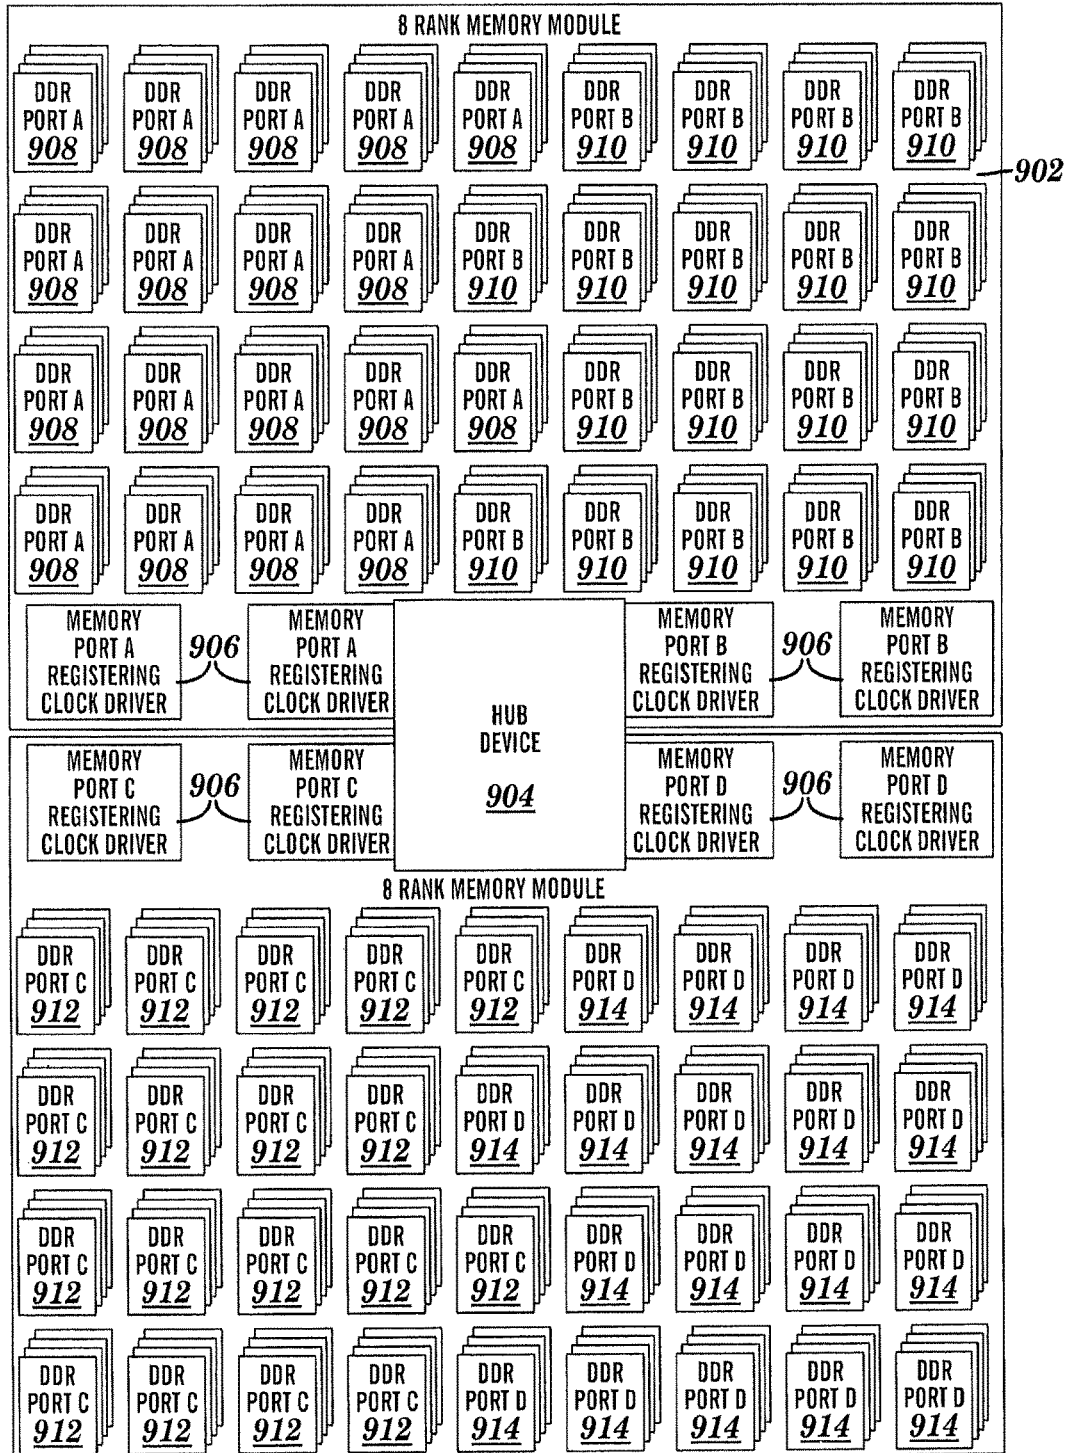 8 RANK MEMORY MODULE
DDR DDR DDR DDR DDR DDR DDR DDR DDR
PORT A PORT A PORT A PORT A PORT A PORT B PORT B PORT B PORT B
908 908 908 908 908 910 910 910 910
902
DDR DDR DDR DDR DDR DDR DDR DDR DDR
PORT A PORT A PORT A PORT A PORT B PORT B PORT B PORT B PORT B
908 908 908 908 910 910 910 910 910
DDR DDR DDR DDR DDR DDR DDR DDR DDR
PORT A PORT A PORT A PORT A PORT A PORT B PORT B PORT B PORT B
908 908 908 908 908 910 910 910 910
DDR DDR DDR DDR DDR DDR DDR DDR DDR
PORT A PORT A PORT A PORT A PORT B PORT B PORT B PORT B PORT B
908 908 908 908 910 910 910 910 910
MEMORY
PORT A
REGISTERING
CLOCK DRIVER
906
MEMORY
PORT A
REGISTERING
CLOCK DRIVER
HUB
DEVICE
904
MEMORY
PORT B
REGISTERING
CLOCK DRIVER
906
MEMORY
PORT B
REGISTERING
CLOCK DRIVER
MEMORY
PORT C
REGISTERING
CLOCK DRIVER
906
MEMORY
PORT C
REGISTERING
CLOCK DRIVER
MEMORY
PORT D
REGISTERING
CLOCK DRIVER
906
MEMORY
PORT D
REGISTERING
CLOCK DRIVER
8 RANK MEMORY MODULE
DDR DDR DDR DDR DDR DDR DDR DDR DDR
PORT C PORT C PORT C PORT C PORT C PORT D PORT D PORT D PORT D
912 912 912 912 912 914 914 914 914
DDR DDR DDR DDR DDR DDR DDR DDR DDR
PORT C PORT C PORT C PORT C PORT D PORT D PORT D PORT D PORT D
912 912 912 912 914 914 914 914 914
DDR DDR DDR DDR DDR DDR DDR DDR DDR
PORT C PORT C PORT C PORT C PORT C PORT D PORT D PORT D PORT D
912 912 912 912 912 914 914 914 914
DDR DDR DDR DDR DDR DDR DDR DDR DDR
PORT C PORT C PORT C PORT C PORT D PORT D PORT D PORT D PORT D
912 912 912 912 914 914 914 914 914